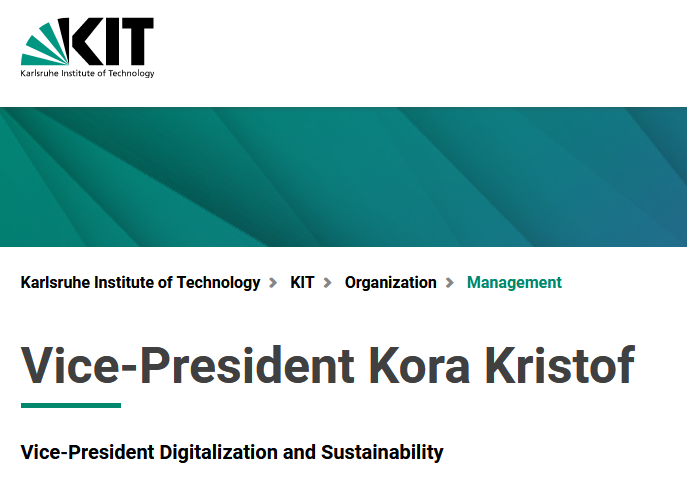 KIT
Karlsruhe Institute of Technology
Karlsruhe Institute of Technology > KIT > Organization > Management
Vice-President Kora Kristof
Vice-President Digitalization and Sustainability